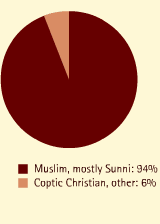 Muslim, mostly Sunni: 94%
Coptic Christian, other: 6%